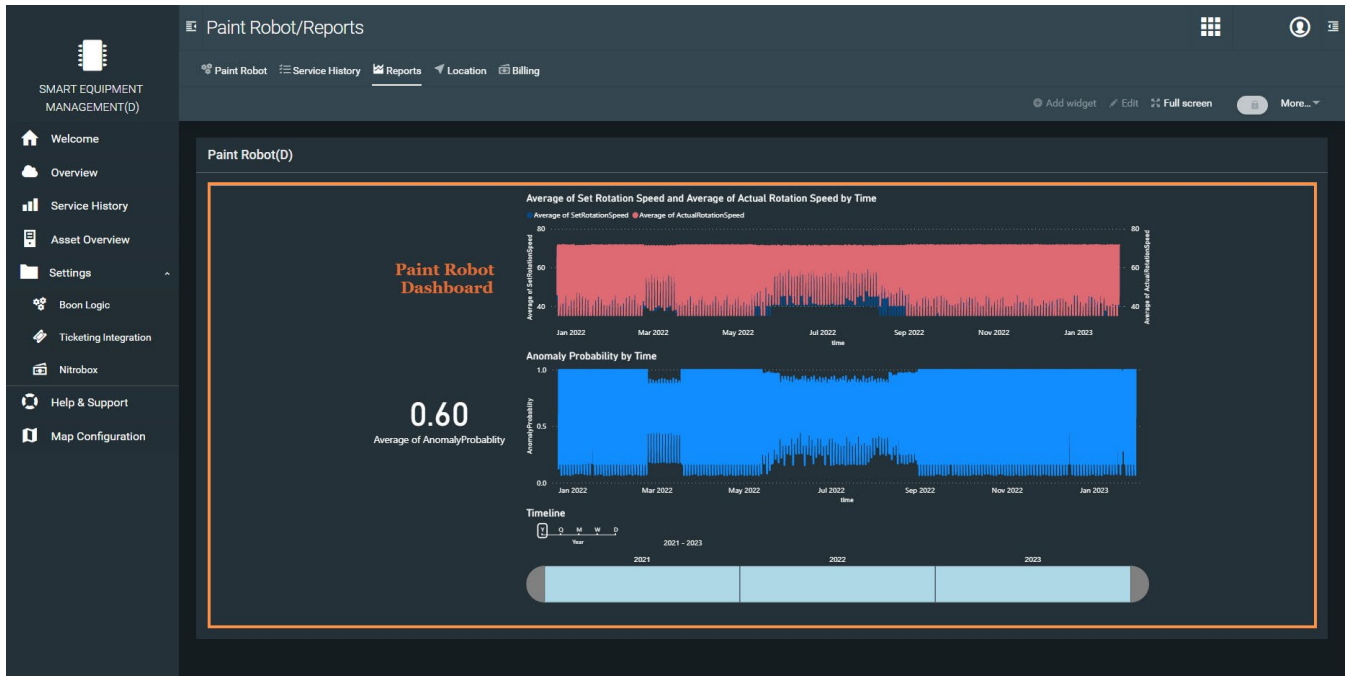 Paint Robot/Reports
SMART EQUIPMENT
MANAGEMENT(D)
Welcome
Overview
Service History
Asset Overview
Settings
Boon Logic
Ticketing Integration
Nitrobox
Help & Support
Map Configuration
Paint Robot
Service History
Reports
Location
Billing
Add widget
Edit
Full screen
More...
Paint Robot(D)
Paint Robot
Dashboard
Average of Set Rotation Speed and Average of Actual Rotation Speed by Time
Average of SetRotationSpeed
Average of ActualRotationSpeed
Average of SetRotationSpeed
80
60
40
80
60
40
Average of ActualRotationSpeed
Jan 2022
Mar 2022
May 2022
Jul 2022
Sep 2022
Nov 2022
Jan 2023
time
0.60
Average of AnomalyProbablity
Anomaly Probability by Time
AnomalyProbablity
1.0
0.5
0.0
Jan 2022
Mar 2022
May 2022
Jul 2022
Sep 2022
Nov 2022
Jan 2023
time
Timeline
Y Q M W D
Year
2021 - 2023
2021
2022
2023